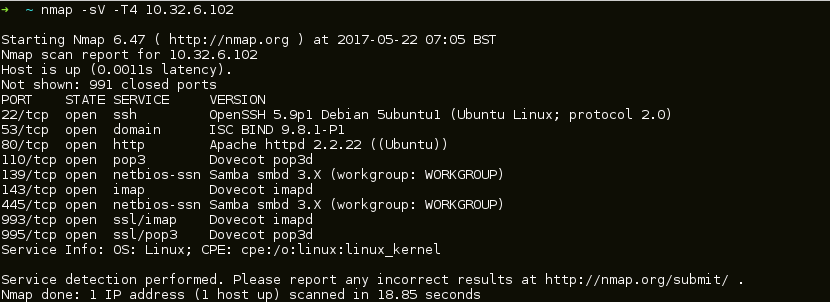 → ~ nmap -sV -T4 10.32.6.102
Starting Nmap 6.47 ( http://nmap.org ) at 2017-05-22 07:05 BST
Nmap scan report for 10.32.6.102
Host is up (0.0011s latency).
Not shown: 991 closed ports
PORT    STATE SERVICE     VERSION
22/tcp  open  ssh         OpenSSH 5.9p1 Debian 5ubuntu1 (Ubuntu Linux; protocol 2.0)
53/tcp  open  domain      ISC BIND 9.8.1-P1
80/tcp  open  http        Apache httpd 2.2.22 ((Ubuntu))
110/tcp open  pop3        Dovecot pop3d
139/tcp open  netbios-ssn Samba smbd 3.X (workgroup: WORKGROUP)
143/tcp open  imap        Dovecot imapd
445/tcp open  netbios-ssn Samba smbd 3.X (workgroup: WORKGROUP)
993/tcp open  ssl/imap    Dovecot imapd
995/tcp open  ssl/pop3    Dovecot pop3d
Service Info: OS: Linux; CPE: cpe:/o:linux:linux_kernel
Service detection performed. Please report any incorrect results at http://nmap.org/submit/ .
Nmap done: 1 IP address (1 host up) scanned in 18.85 seconds